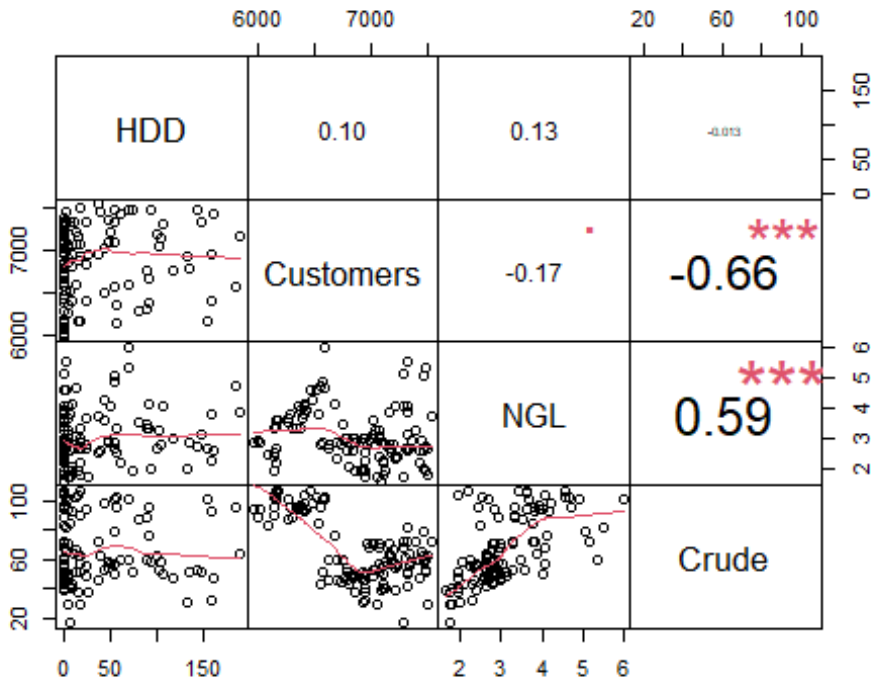 6000 7000 20 60 100
HDD 0.10 0.13 -0.013
0 50 150
Customers -0.17 -0.66 ***
6000 7000
NGL 0.59 ***
2 3 4 5 6
Crude
20 60 100
0 50 150 2 3 4 5 6